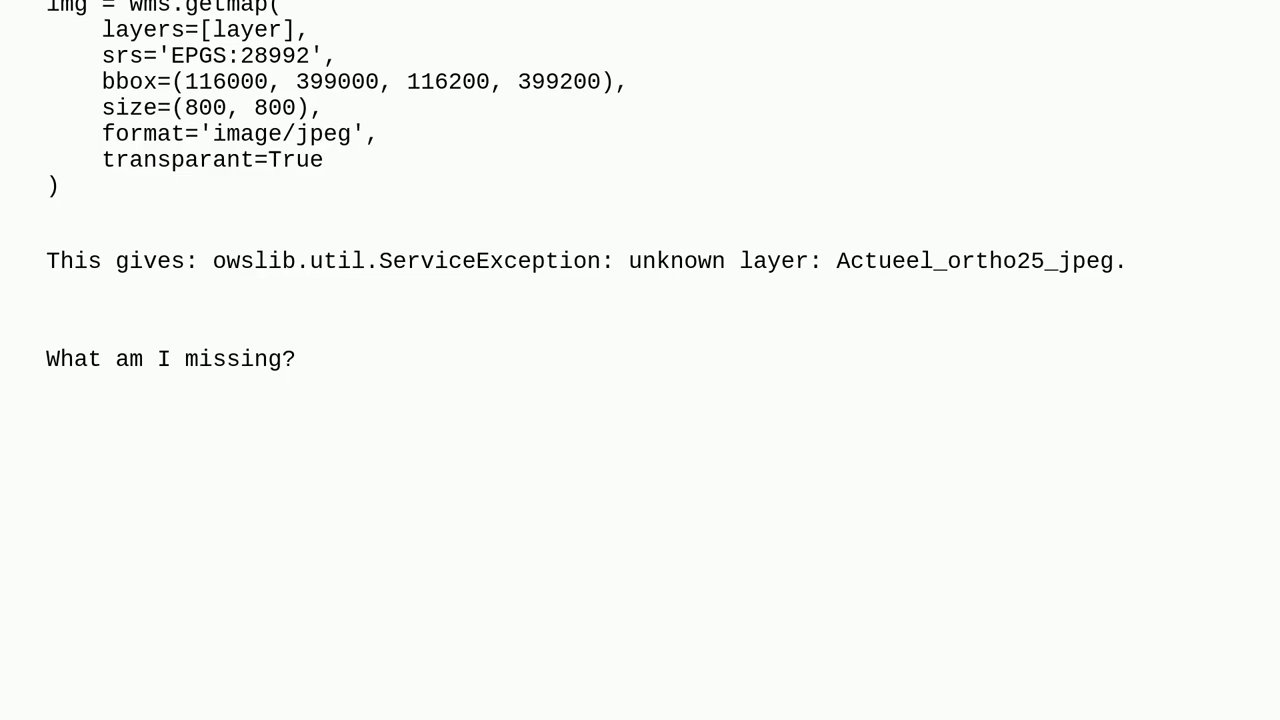 img = wms.getmap(
    layers=[layer],
    srs='EPGS:28992',
    bbox=(116000, 399000, 116200, 399200),
    size=(800, 800),
    format='image/jpeg',
    transparant=True
)
This gives: owslib.util.ServiceException: unknown layer: Actueel_ortho25_jpeg.
What am I missing?